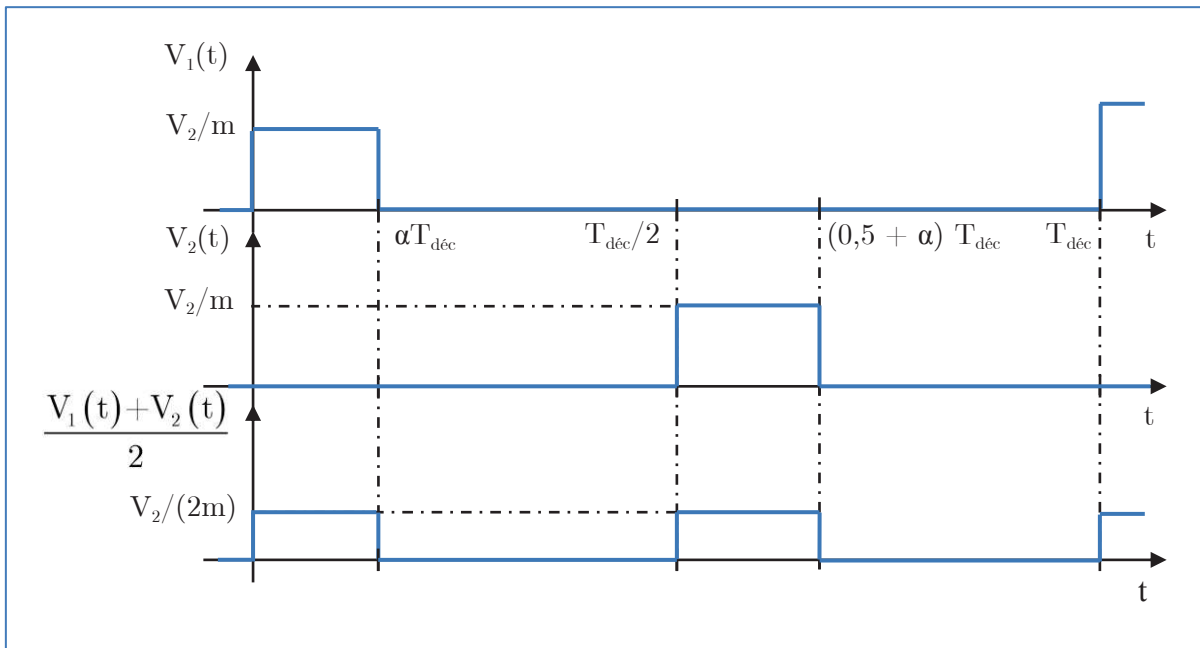 V₁(t)
V₂/m
αT_déc T_déc/2 (0,5 + α) T_déc T_déc t
V₂(t)
V₂/m
t
V₁(t)+V₂(t)
2
V₂/(2m)
t